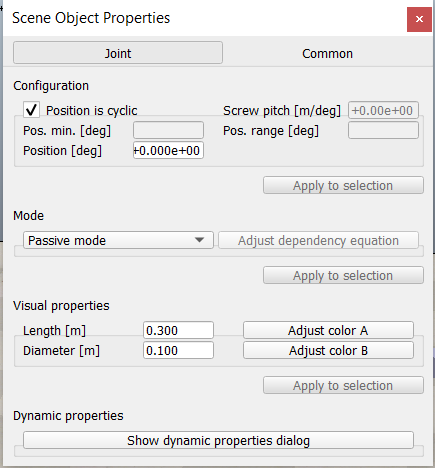 Scene Object Properties
Joint Common
Configuration
Position is cyclic Screw pitch [m/deg] +0.00e+00
Pos. min. [deg] Pos. range [deg]
Position [deg] +0.000e+00
Apply to selection
Mode
Passive mode Adjust dependency equation
Apply to selection
Visual properties
Length [m] 0.300 Adjust color A
Diameter [m] 0.100 Adjust color B
Apply to selection
Dynamic properties
Show dynamic properties dialog